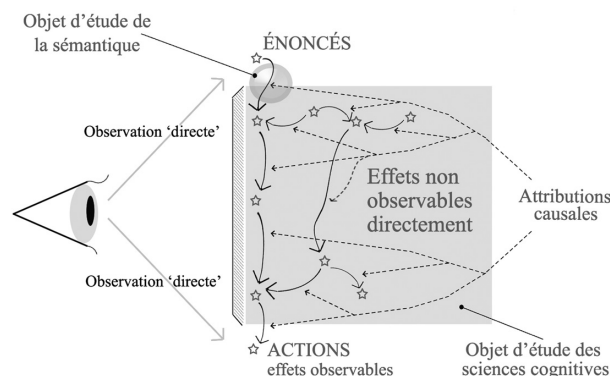 Objet d’étude de
la sémantique
ÉNONCÉS
Observation ‘directe’
Effets non
observables
directement
Attributions
causales
Observation ‘directe’
ACTIONS
effets observables
Objet d’étude des
sciences cognitives